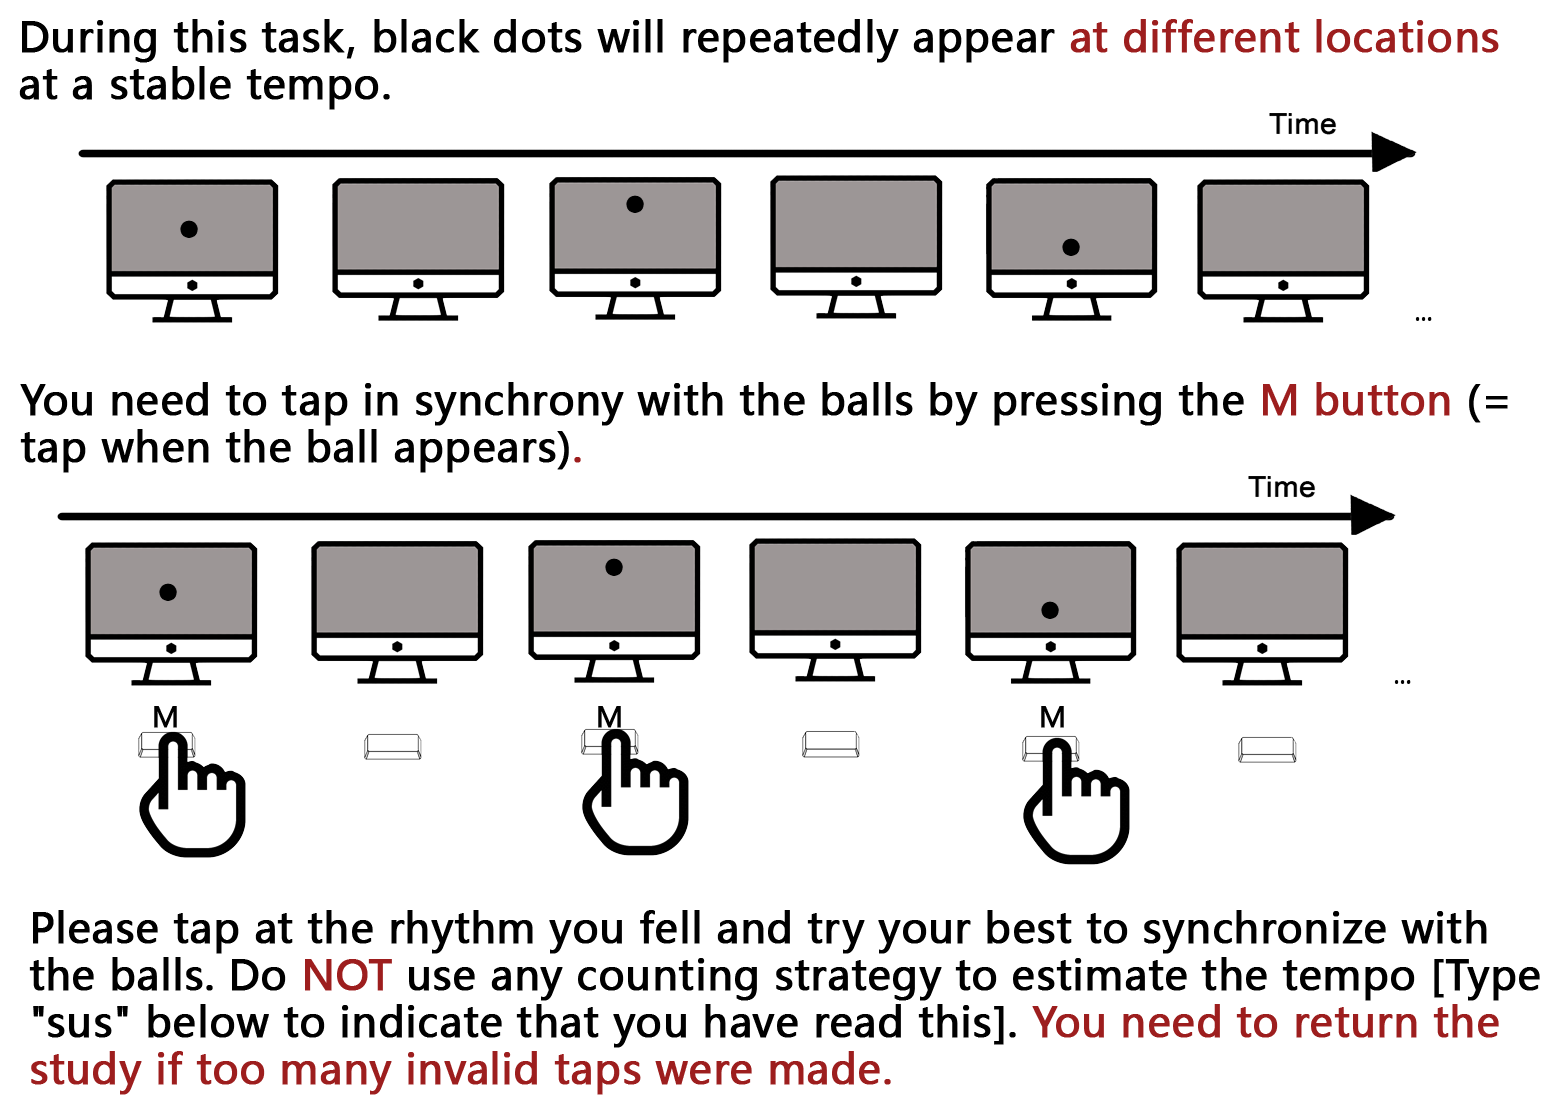 During this task, black dots will repeatedly appear at different locations
at a stable tempo.
Time
...
You need to tap in synchrony with the balls by pressing the M button (=
tap when the ball appears).
Time
...
M M M
Please tap at the rhythm you fell and try your best to synchronize with
the balls. Do NOT use any counting strategy to estimate the tempo [Type
"sus" below to indicate that you have read this]. You need to return the
study if too many invalid taps were made.